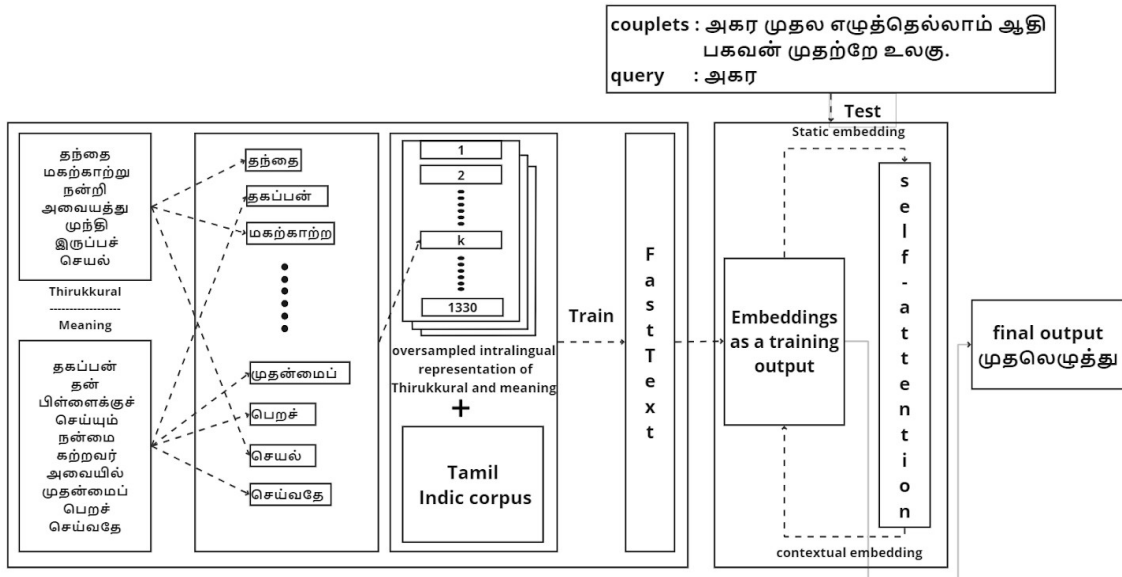 couplets : அகர முதல எழுத்தெல்லாம் ஆதி
பகவன் முதற்றே உலகு.
query : அகர
Test
தந்தை
மகற்காற்று
நன்றி
அவையத்து
முந்தி
இருப்பச்
செயல்
Thirukkural
------------------
Meaning
தகப்பன்
தன்
பிள்ளைக்குச்
செய்யும்
நன்மை
கற்றவர்
அவையில்
முதன்மைப்
பெறச்
செய்வதே
தந்தை
தகப்பன்
மகற்காற்ற
முதன்மைப்
பெறச்
செயல்
செய்வதே
1
2
k
1330
oversampled intralingual
representation of
Thirukkural and meaning
+
Tamil
Indic corpus
Train
FastText
Static embedding
Embeddings
as a training
output
self-attention
contextual embedding
final output
முதலெழுத்து